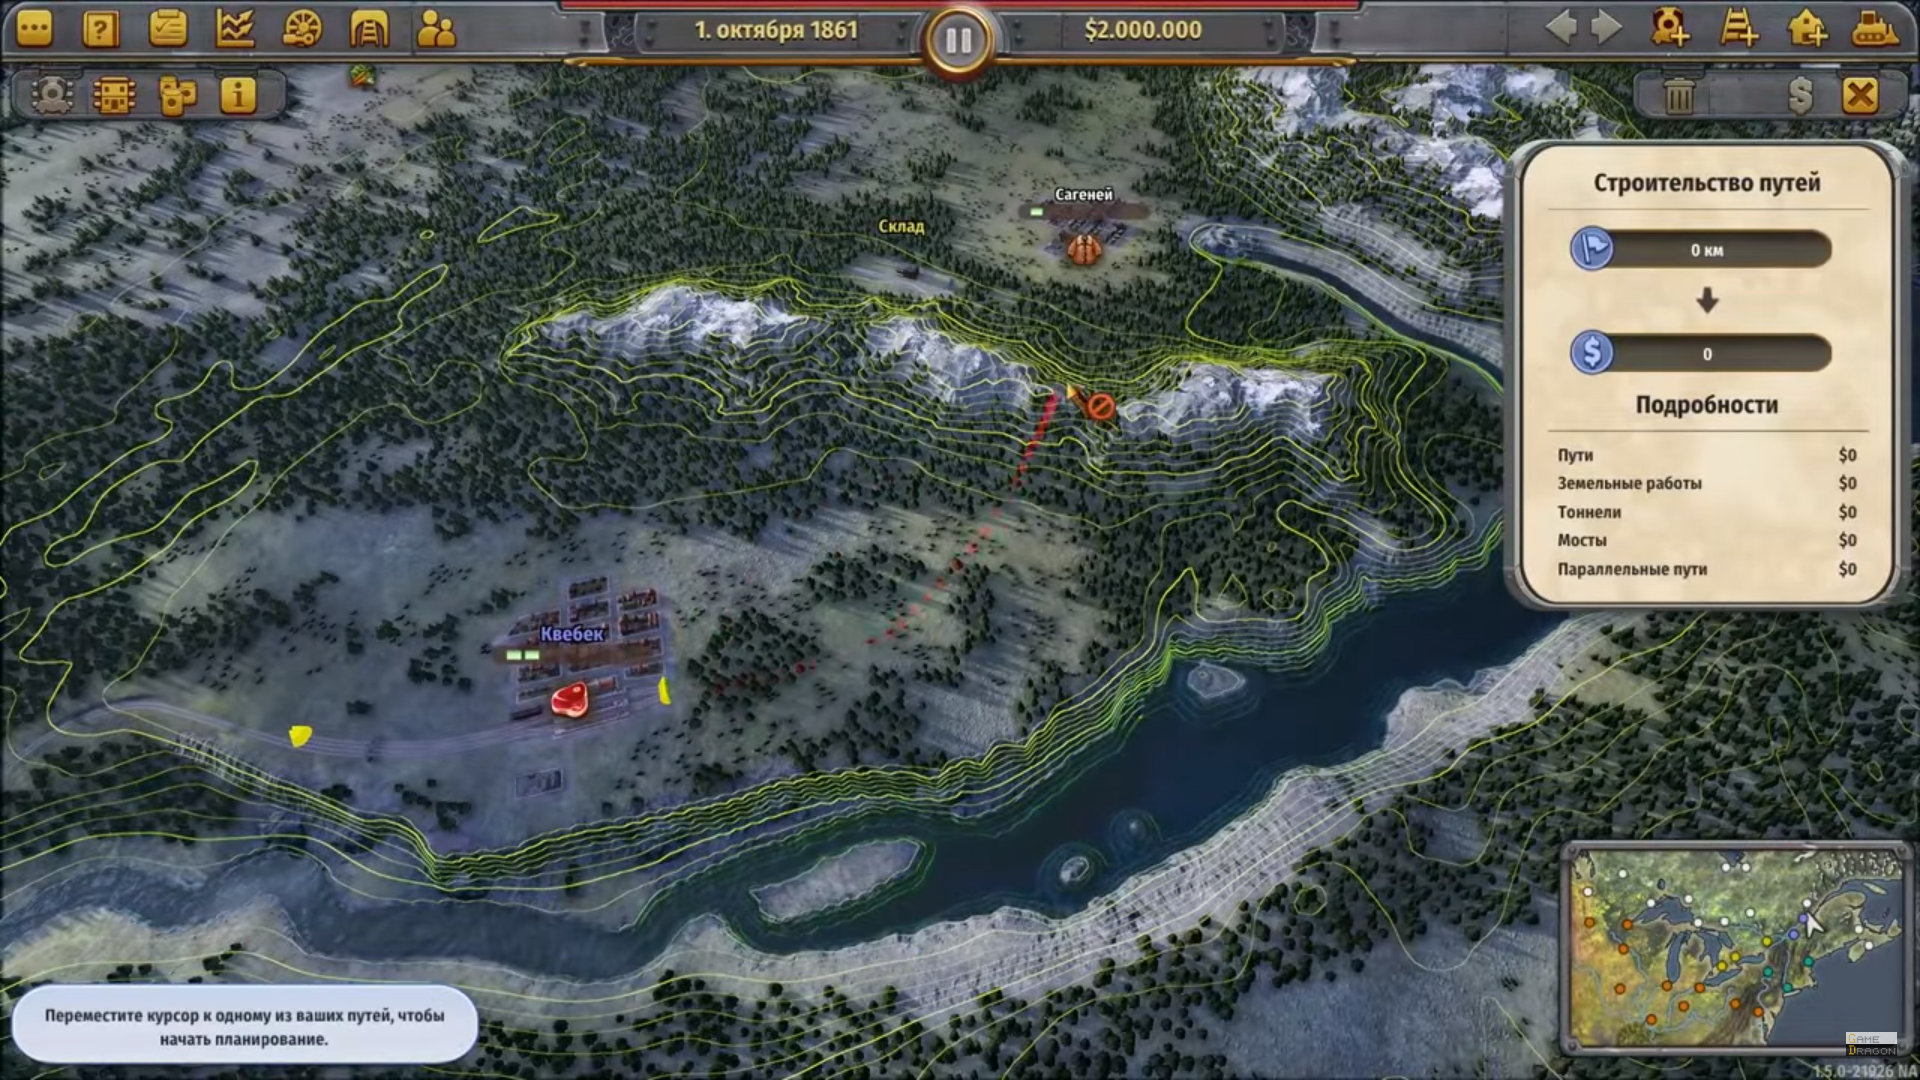 1. октября 1861
$2.000.000
Сагеней
Склад
Строительство путей
0 км
0
Подробности
Пути $0
Земельные работы $0
Тоннели $0
Мосты $0
Параллельные пути $0
Квебек
Переместите курсор к одному из ваших путей, чтобы
начать планирование.
GAME
DRAGON
1.5.0-21926 NA